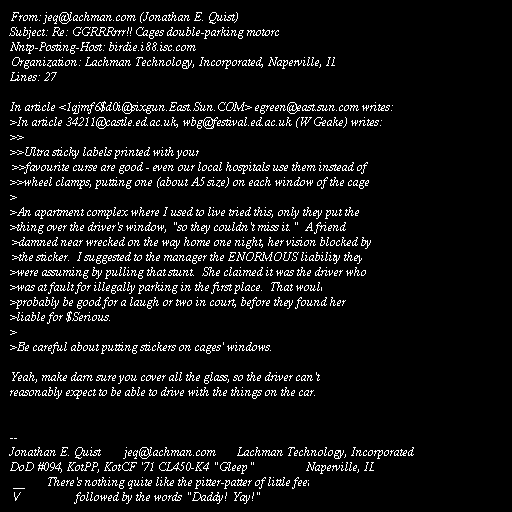 From: jeq@lachman.com (Jonathan E. Quist)
Subject: Re: GGRRRrrr!! Cages double-parking motorc
Nntp-Posting-Host: birdie.i88.isc.com
Organization: Lachman Technology, Incorporated, Naperville, IL
Lines: 27

In article <1qjmf6$d0i@sixgun.East.Sun.COM> egreen@east.sun.com writes:
>In article 34211@castle.ed.ac.uk, wbg@festival.ed.ac.uk (W Geake) writes:
>>
>>Ultra sticky labels printed with your
>>favourite curse are good - even our local hospitals use them instead of
>>wheel clamps, putting one (about A5 size) on each window of the cage
>
>An apartment complex where I used to live tried this, only they put the
>thing over the driver's window, "so they couldn't miss it." A friend
>damned near wrecked on the way home one night, her vision blocked by
>the sticker. I suggested to the manager the ENORMOUS liability they
>were assuming by pulling that stunt. She claimed it was the driver who
>was at fault for illegally parking in the first place. That would
>probably be good for a laugh or two in court, before they found her
>liable for $Serious.
>
>Be careful about putting stickers on cages' windows.

Yeah, make darn sure you cover all the glass, so the driver can't
reasonably expect to be able to drive with the things on the car.

--
Jonathan E. Quist jeq@lachman.com Lachman Technology, Incorporated
DoD #094, KotPP, KotCF '71 CL450-K4 "Gleep" Naperville, IL
__ There's nothing quite like the pitter-patter of little feet
V followed by the words "Daddy! Yay!"